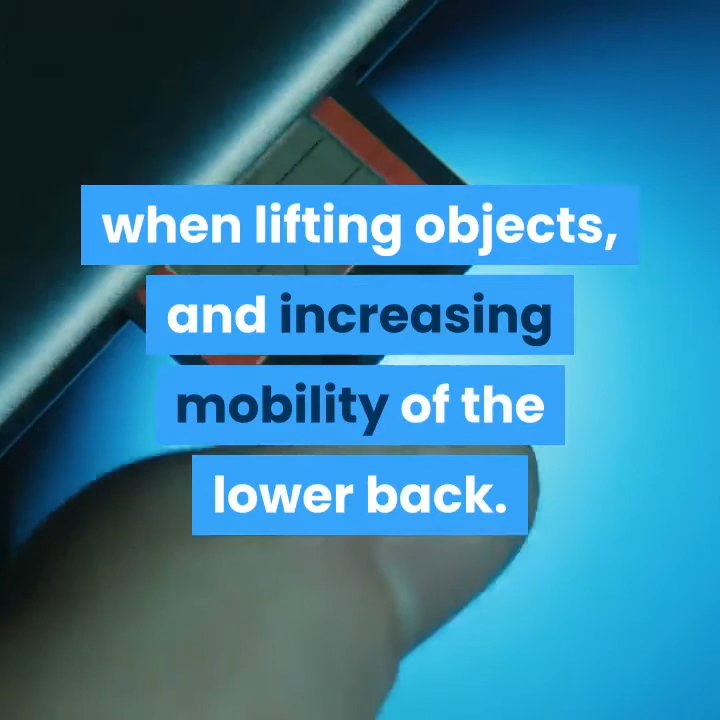 when lifting objects,
and increasing
mobility of the
lower back.